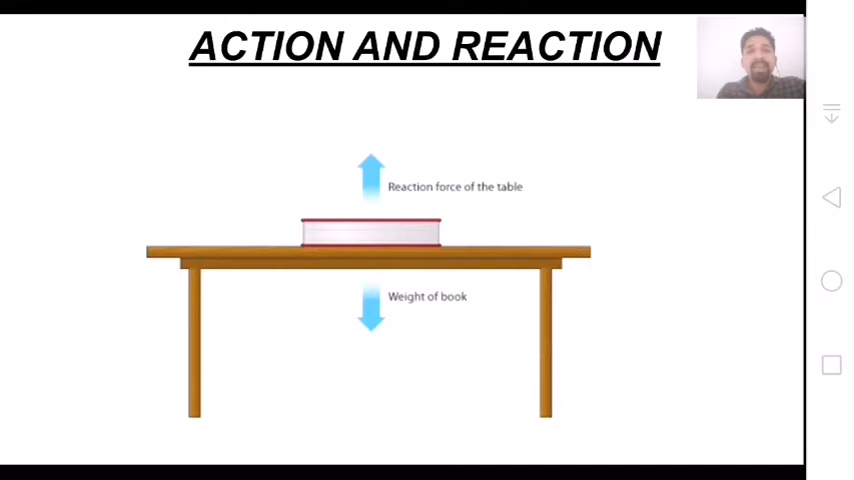 ACTION AND REACTION
Reaction force of the table
Weight of book